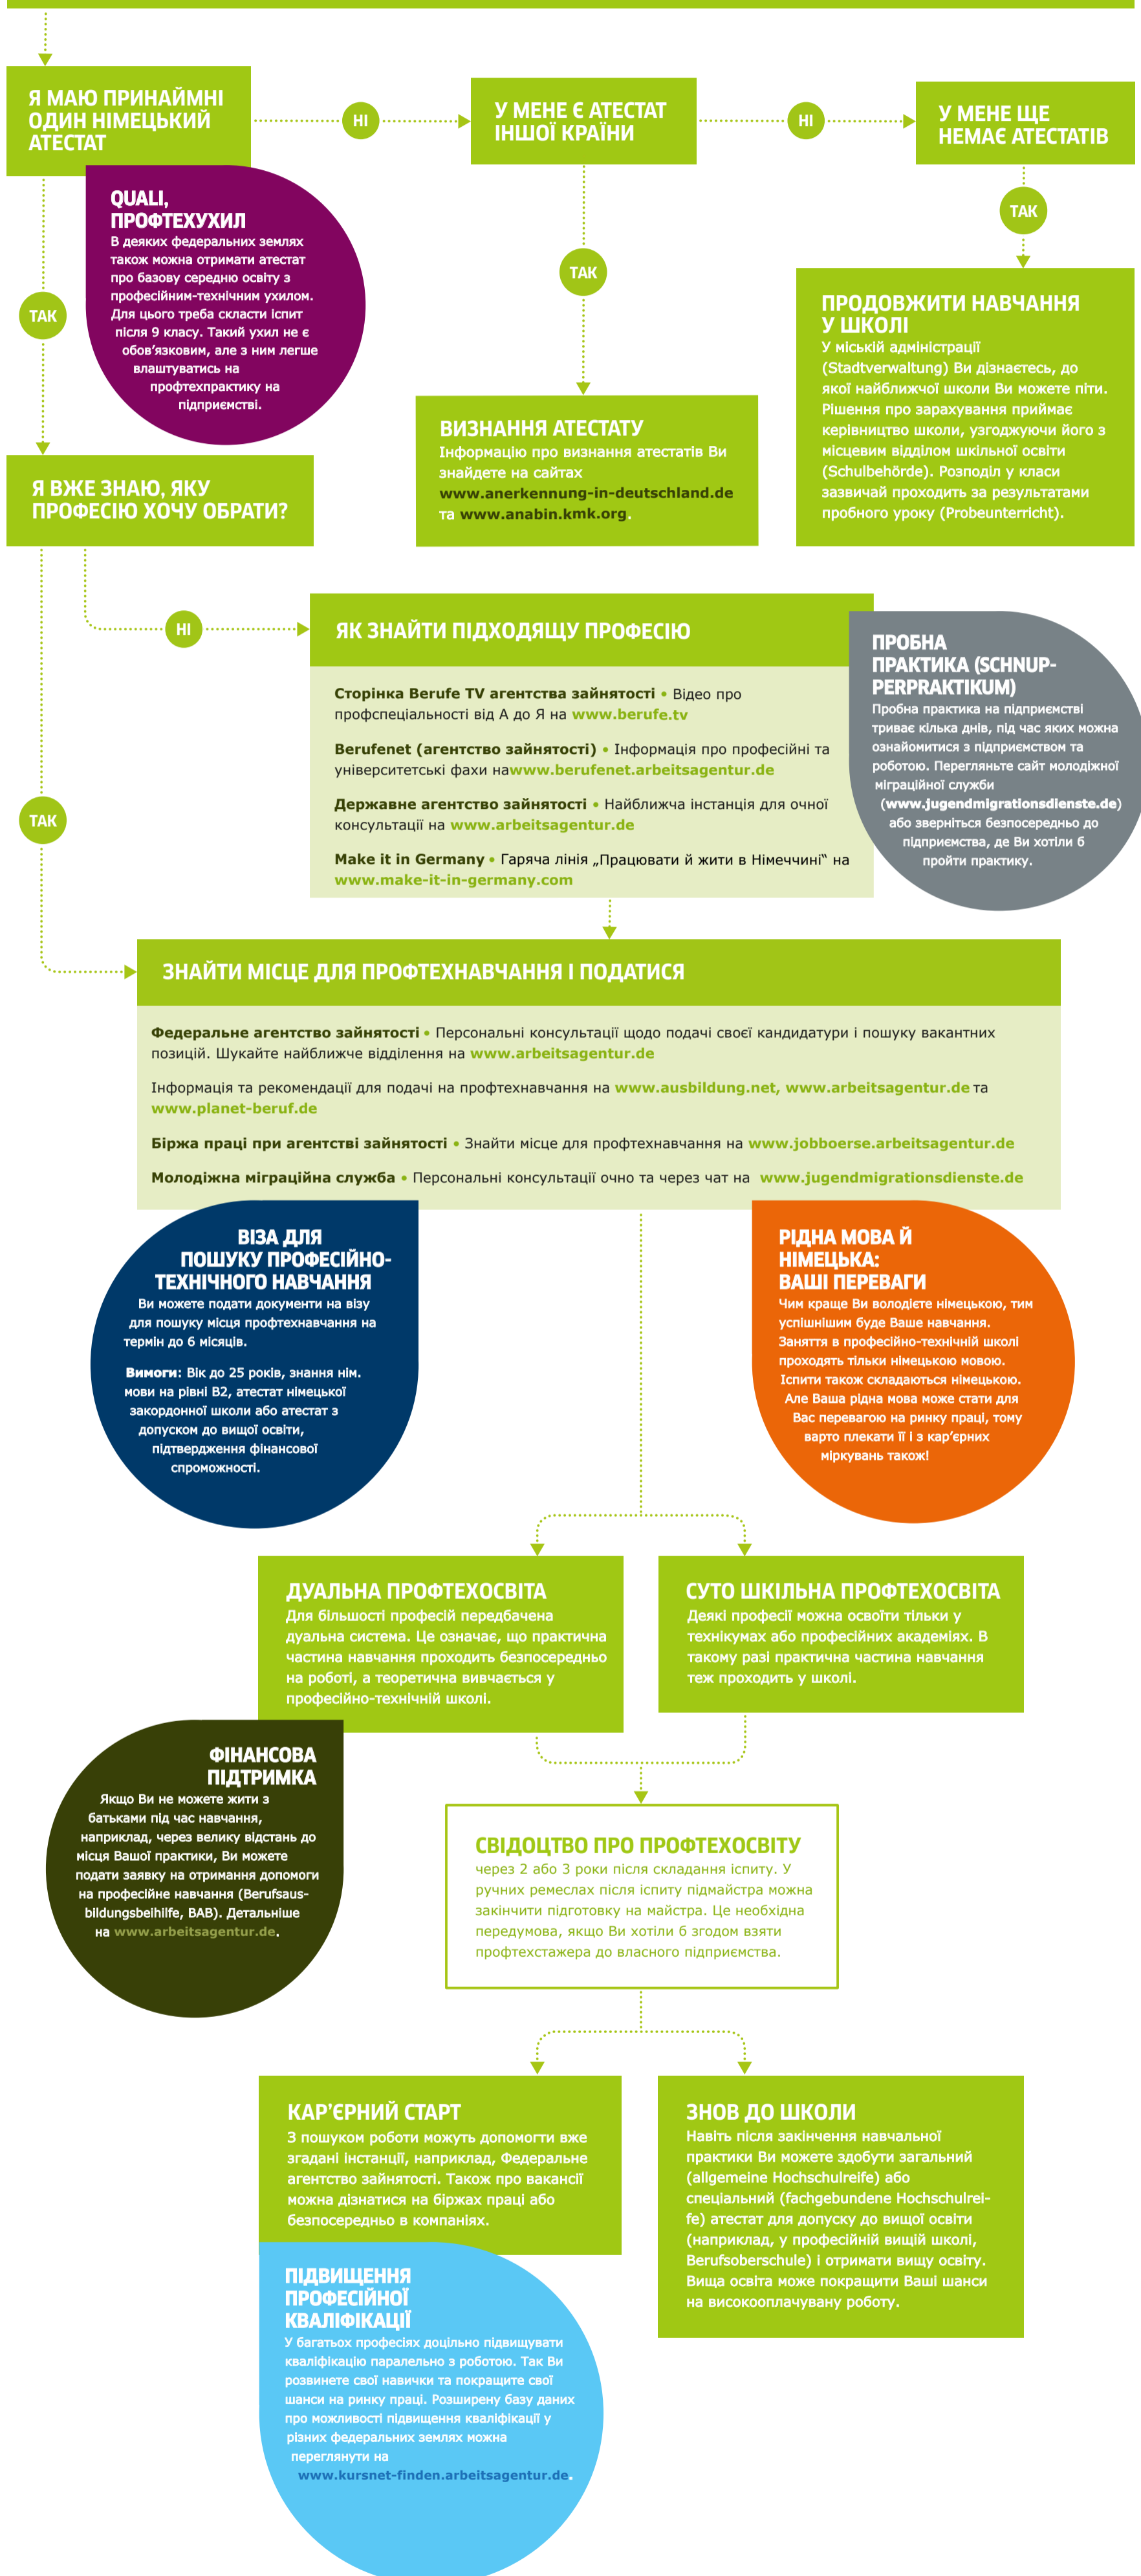 Я МАЮ ПРИНАЙМНІ
ОДИН НІМЕЦЬКИЙ
АТЕСТАТ
НІ
У МЕНЕ Є АТЕСТАТ
ІНШОЇ КРАЇНИ
НІ
У МЕНЕ ЩЕ
НЕМАЄ АТЕСТАТІВ
QUALI,
ПРОФТЕХУХИЛ
В деяких федеральних землях
також можна отримати атестат
про базову середню освіту з
професійним-технічним ухилом.
Для цього треба скласти іспит
після 9 класу. Такий ухил не є
обов’язковим, але з ним легше
влаштуватись на
профтехпрактику на
підприємстві.
ТАК
ТАК
ТАК
ПРОДОВЖИТИ НАВЧАННЯ
У ШКОЛІ
У міській адміністрації
(Stadtverwaltung) Ви дізнаєтесь, до
якої найближчої школи Ви можете піти.
Рішення про зарахування приймає
керівництво школи, узгоджуючи його з
місцевим відділом шкільної освіти
(Schulbehörde). Розподіл у класи
зазвичай проходить за результатами
пробного уроку (Probeunterricht).
ВИЗНАННЯ АТЕСТАТУ
Інформацію про визнання атестатів Ви
знайдете на сайтах
www.anerkennung-in-deutschland.de
та www.anabin.kmk.org.
Я ВЖЕ ЗНАЮ, ЯКУ
ПРОФЕСІЮ ХОЧУ ОБРАТИ?
НІ
ЯК ЗНАЙТИ ПІДХОДЯЩУ ПРОФЕСІЮ
Сторінка Berufe TV агентства зайнятості • Відео про
профспеціальності від А до Я на www.berufe.tv
Berufenet (агентство зайнятості) • Інформація про професійні та
університетські фахи наwww.berufenet.arbeitsagentur.de
Державне агентство зайнятості • Найближча інстанція для очної
консультації на www.arbeitsagentur.de
Make it in Germany • Гаряча лінія „Працювати й жити в Німеччині“ на
www.make-it-in-germany.com
ПРОБНА
ПРАКТИКА (SCHNUP-
PERPRAKTIKUM)
Пробна практика на підприємстві
триває кілька днів, під час яких можна
ознайомитися з підприємством та
роботою. Перегляньте сайт молодіжної
міграційної служби
(www.jugendmigrationsdienste.de)
або зверніться безпосередньо до
підприємства, де Ви хотіли б
пройти практику.
ТАК
ЗНАЙТИ МІСЦЕ ДЛЯ ПРОФТЕХНАВЧАННЯ І ПОДАТИСЯ
Федеральне агентство зайнятості • Персональні консультації щодо подачі своєї кандидатури і пошуку вакантних
позицій. Шукайте найближче відділення на www.arbeitsagentur.de
Інформація та рекомендації для подачі на профтехнавчання на www.ausbildung.net, www.arbeitsagentur.de та
www.planet-beruf.de
Біржа праці при агентстві зайнятості • Знайти місце для профтехнавчання на www.jobboerse.arbeitsagentur.de
Молодіжна міграційна служба • Персональні консультації очно та через чат на www.jugendmigrationsdienste.de
ВІЗА ДЛЯ
ПОШУКУ ПРОФЕСІЙНО-
ТЕХНІЧНОГО НАВЧАННЯ
Ви можете подати документи на візу
для пошуку місця профтехнавчання на
термін до 6 місяців.
Вимоги: Вік до 25 років, знання нім.
мови на рівні B2, атестат німецької
закордонної школи або атестат з
допуском до вищої освіти,
підтвердження фінансової
спроможності.
РІДНА МОВА Й
НІМЕЦЬКА:
ВАШІ ПЕРЕВАГИ
Чим краще Ви володієте німецькою, тим
успішнішим буде Ваше навчання.
Заняття в професійно-технічній школі
проходять тільки німецькою мовою.
Іспити також складаються німецькою.
Але Ваша рідна мова може стати для
Вас перевагою на ринку праці, тому
варто плекати її і з кар’єрних
міркувань також!
ДУАЛЬНА ПРОФТЕХОСВІТА
Для більшості професій передбачена
дуальна система. Це означає, що практична
частина навчання проходить безпосередньо
на роботі, а теоретична вивчається у
професійно-технічній школі.
СУТО ШКІЛЬНА ПРОФТЕХОСВІТА
Деякі професії можна освоїти тільки у
технікумах або професійних академіях. В
такому разі практична частина навчання
теж проходить у школі.
ФІНАНСОВА
ПІДТРИМКА
Якщо Ви не можете жити з
батьками під час навчання,
наприклад, через велику відстань до
місця Вашої практики, Ви можете
подати заявку на отримання допомоги
на професійне навчання (Berufsaus-
bildungsbeihilfe, BAB). Детальніше
на www.arbeitsagentur.de.
СВІДОЦТВО ПРО ПРОФТЕХОСВІТУ
через 2 або 3 роки після складання іспиту. У
ручних ремеслах після іспиту підмайстра можна
закінчити підготовку на майстра. Це необхідна
передумова, якщо Ви хотіли б згодом взяти
профтехстажера до власного підприємства.
КАР’ЄРНИЙ СТАРТ
З пошуком роботи можуть допомогти вже
згадані інстанції, наприклад, Федеральне
агентство зайнятості. Також про вакансії
можна дізнатися на біржах праці або
безпосередньо в компаніях.
ЗНОВ ДО ШКОЛИ
Навіть після закінчення навчальної
практики Ви можете здобути загальний
(allgemeine Hochschulreife) або
спеціальний (fachgebundene Hochschulrei-
fe) атестат для допуску до вищої освіти
(наприклад, у професійній вищій школі,
Berufsoberschule) і отримати вищу освіту.
Вища освіта може покращити Ваші шанси
на високооплачувану роботу.
ПІДВИЩЕННЯ
ПРОФЕСІЙНОЇ
КВАЛІФІКАЦІЇ
У багатьох професіях доцільно підвищувати
кваліфікацію паралельно з роботою. Так Ви
розвинете свої навички та покращите свої
шанси на ринку праці. Розширену базу даних
про можливості підвищення кваліфікації у
різних федеральних землях можна
переглянути на
www.kursnet-finden.arbeitsagentur.de.